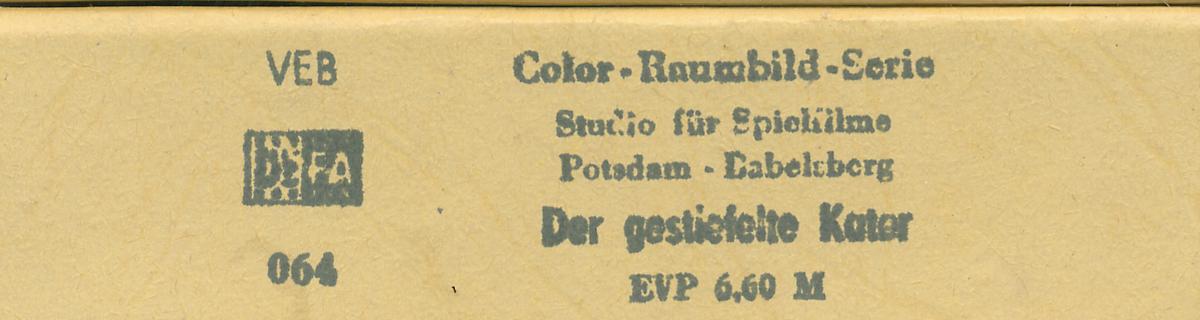 VEB
DEFA
064
Color-Raumbild-Serie
Studio für Spielfilme
Potsdam - Babelsberg
Der gestiefelte Kater
EVP 6,60 M